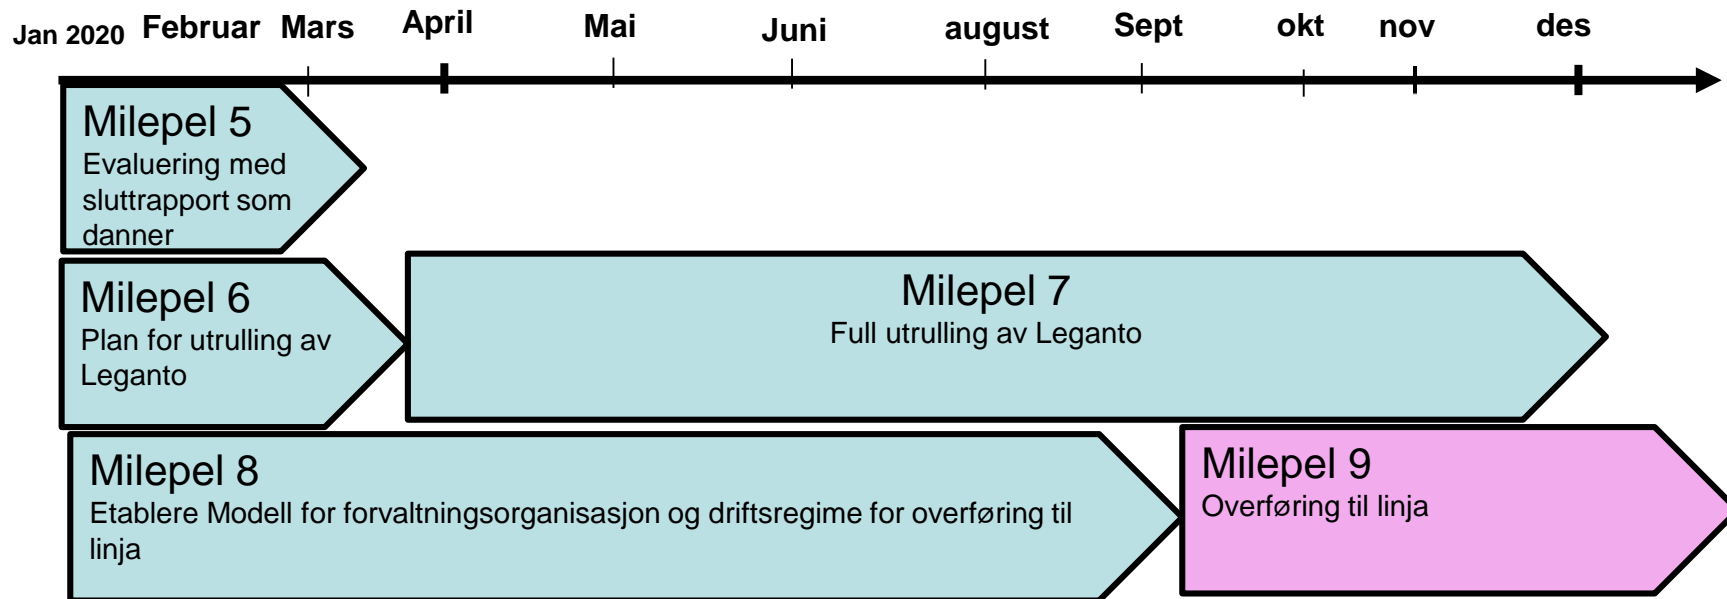 Jan 2020 Februar Mars April Mai Juni august Sept okt nov des
Milepel 5
Evaluering med
sluttrapport som
danner
Milepel 6
Plan for utrulling av
Leganto
Milepel 7
Full utrulling av Leganto
Milepel 8
Etablere Modell for forvaltningsorganisasjon og driftsregime for overføring til
linja
Milepel 9
Overføring til linja